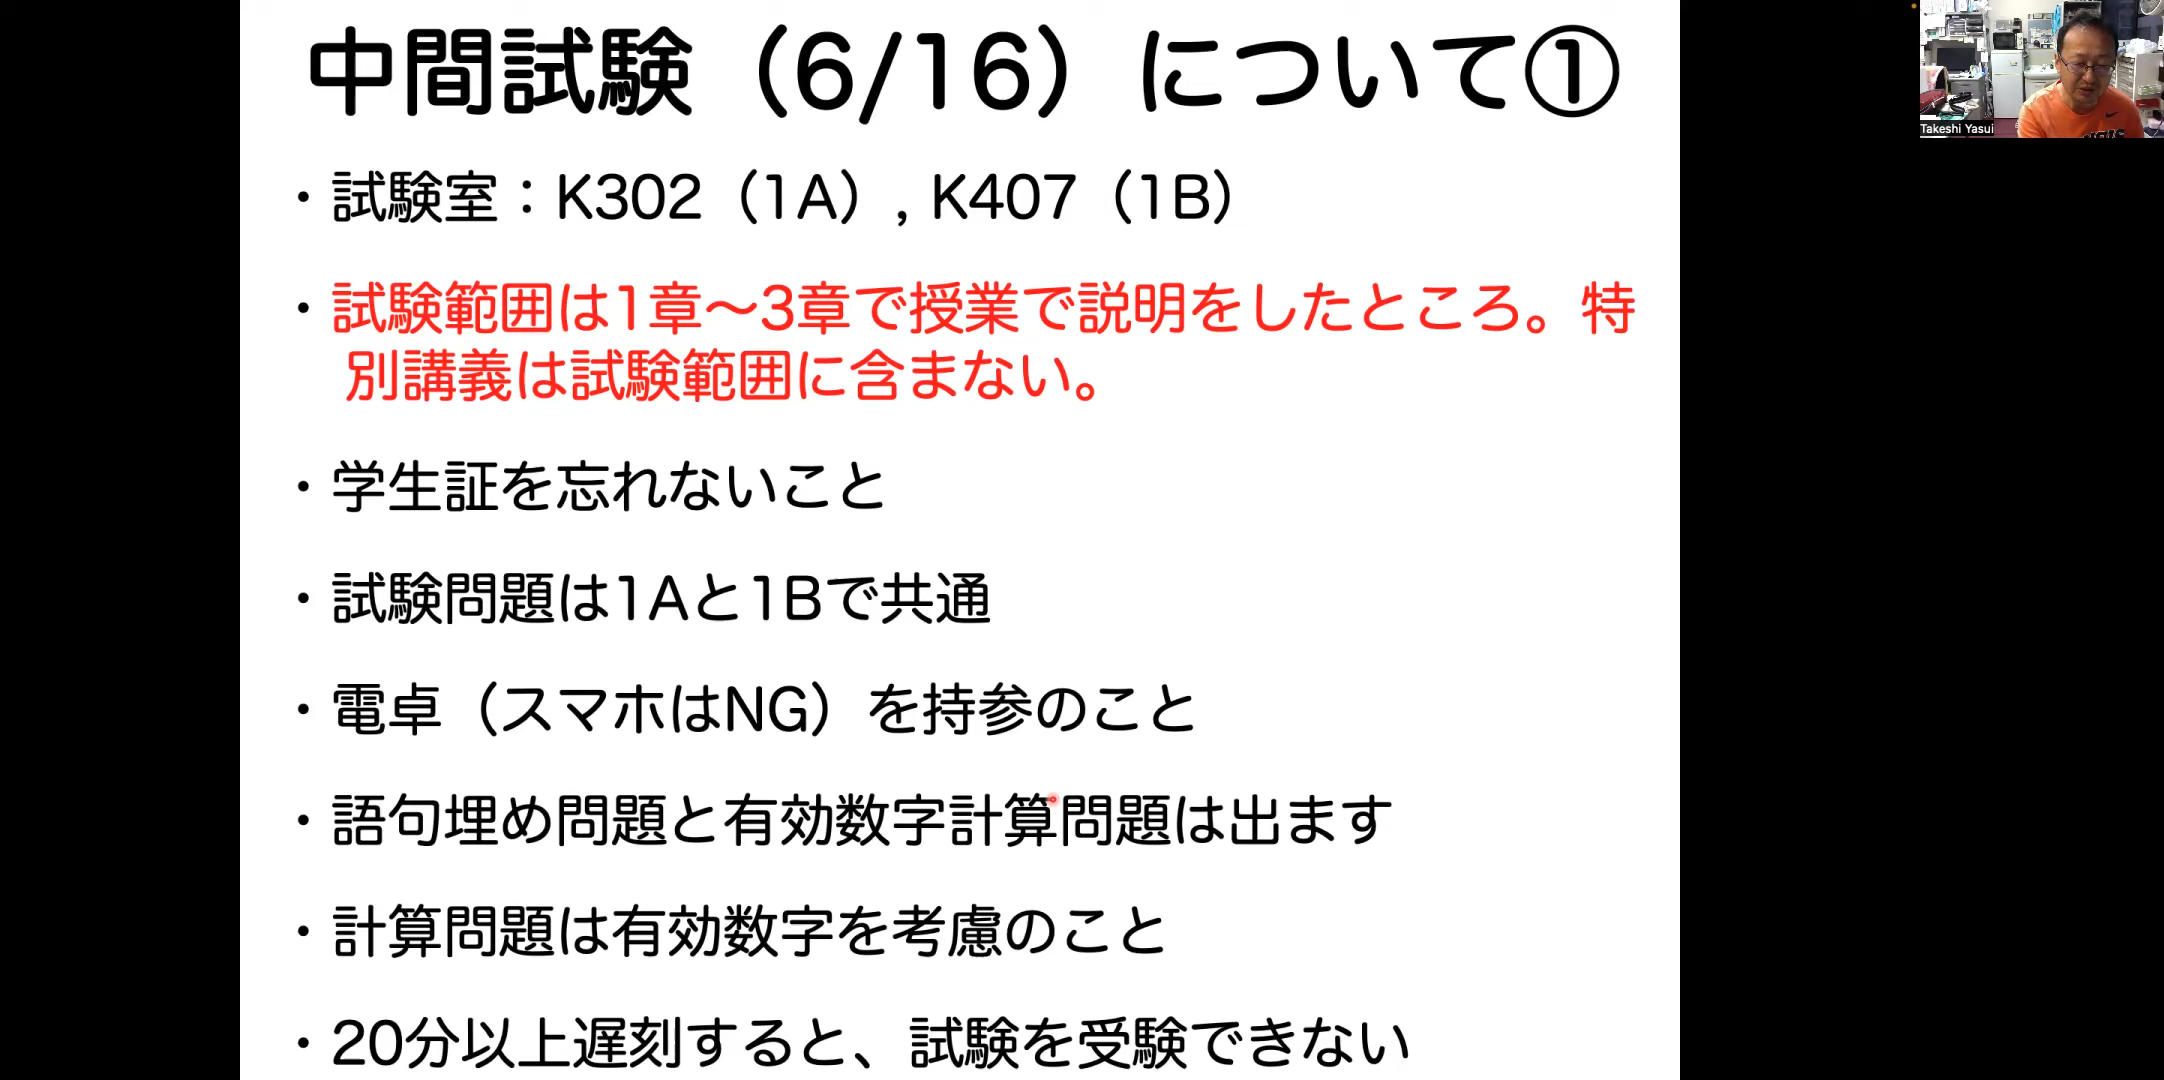 中間試験（6/16）について①
・試験室：K302（1A）, K407（1B）
・試験範囲は1章〜3章で授業で説明をしたところ。特
別講義は試験範囲に含まない。
・学生証を忘れないこと
・試験問題は1Aと1Bで共通
・電卓（スマホはNG）を持参のこと
・語句埋め問題と有効数字計算問題は出ます
・計算問題は有効数字を考慮のこと
・20分以上遅刻すると、試験を受験できない
Takeshi Yasui